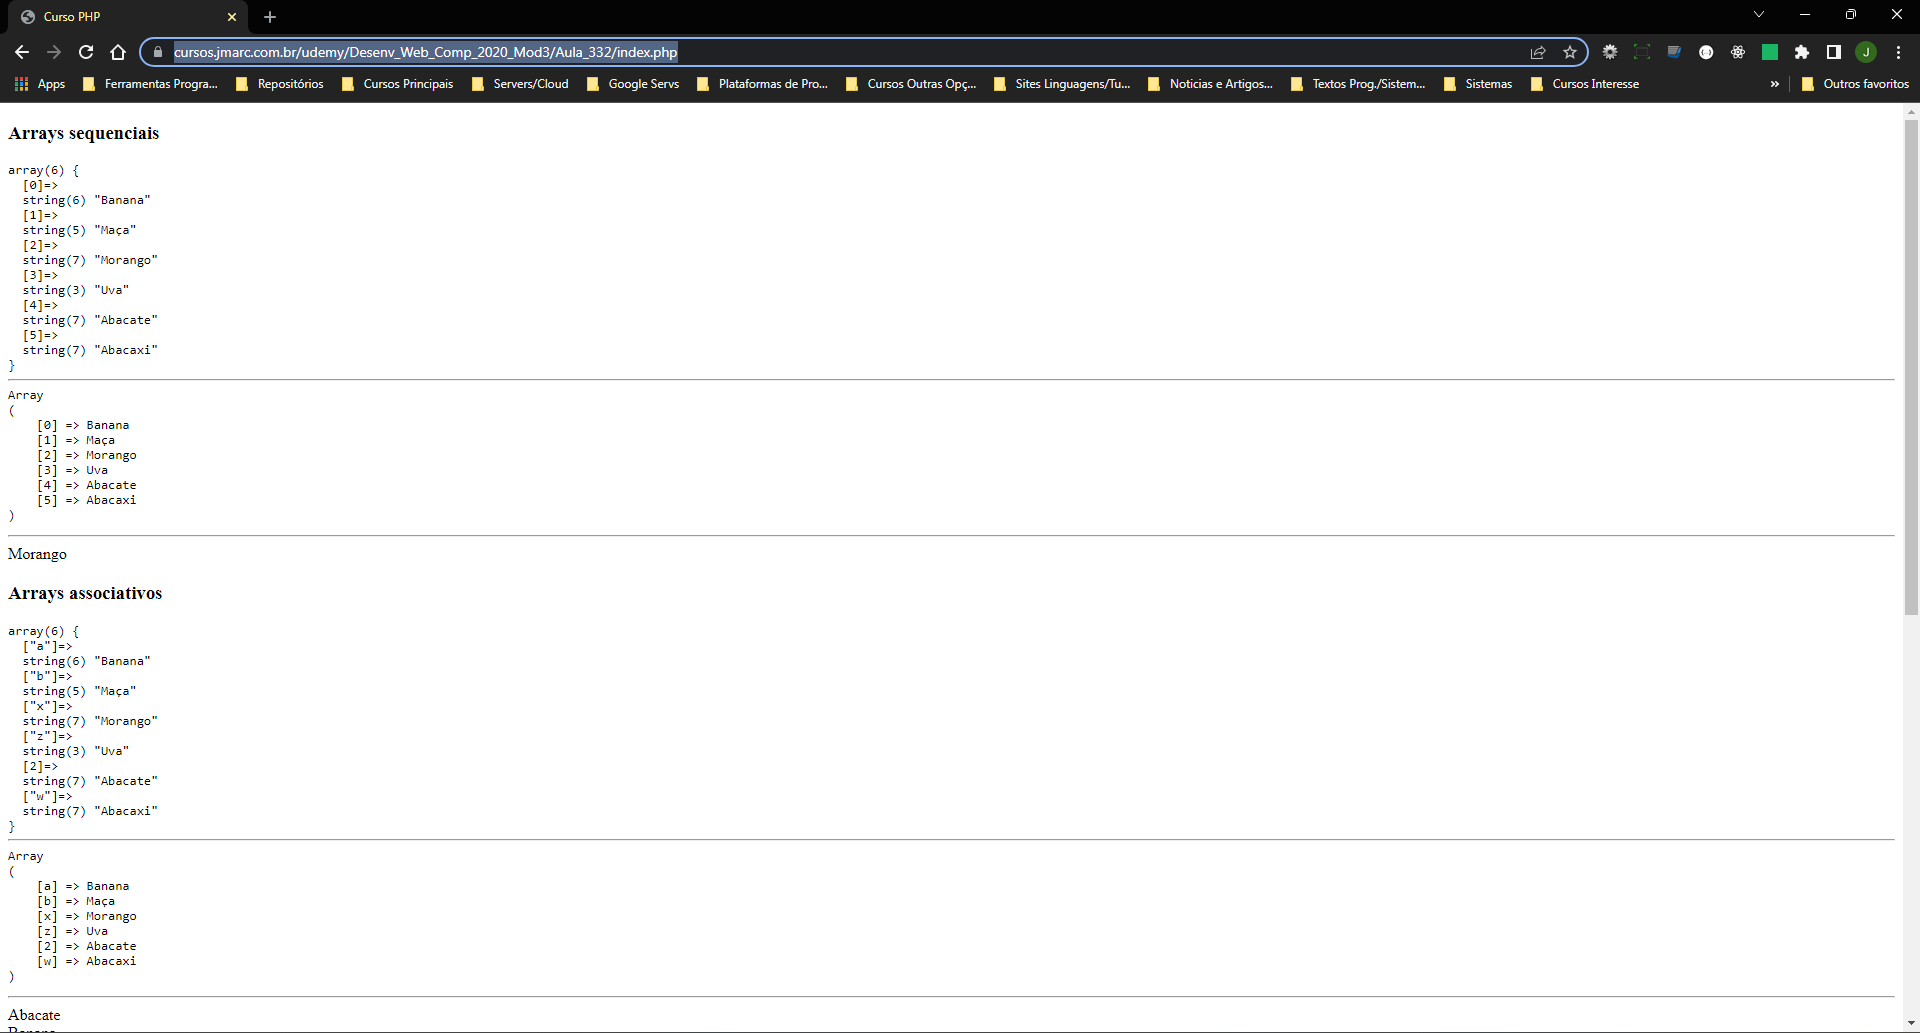 Curso PHP
cursos.jmarc.com.br/udemy/Desenv_Web_Comp_2020_Mod3/Aula_332/index.php
J
Apps Ferramentas Progra... Repositórios Cursos Principais Servers/Cloud Google Servs Plataformas de Pro... Cursos Outras Opç... Sites Linguagens/Tu... Noticias e Artigos... Textos Prog./Sistem... Sistemas Cursos Interesse » Outros favoritos
Arrays sequenciais
array(6) {
[0]=>
string(6) "Banana"
[1]=>
string(5) "Maça"
[2]=>
string(7) "Morango"
[3]=>
string(3) "Uva"
[4]=>
string(7) "Abacate"
[5]=>
string(7) "Abacaxi"
}
Array
(
[0] => Banana
[1] => Maça
[2] => Morango
[3] => Uva
[4] => Abacate
[5] => Abacaxi
)
Morango
Arrays associativos
array(6) {
["a"]=>
string(6) "Banana"
["b"]=>
string(5) "Maça"
["x"]=>
string(7) "Morango"
["z"]=>
string(3) "Uva"
[2]=>
string(7) "Abacate"
["w"]=>
string(7) "Abacaxi"
}
Array
(
[a] => Banana
[b] => Maça
[x] => Morango
[z] => Uva
[2] => Abacate
[w] => Abacaxi
)
Abacate
Banana